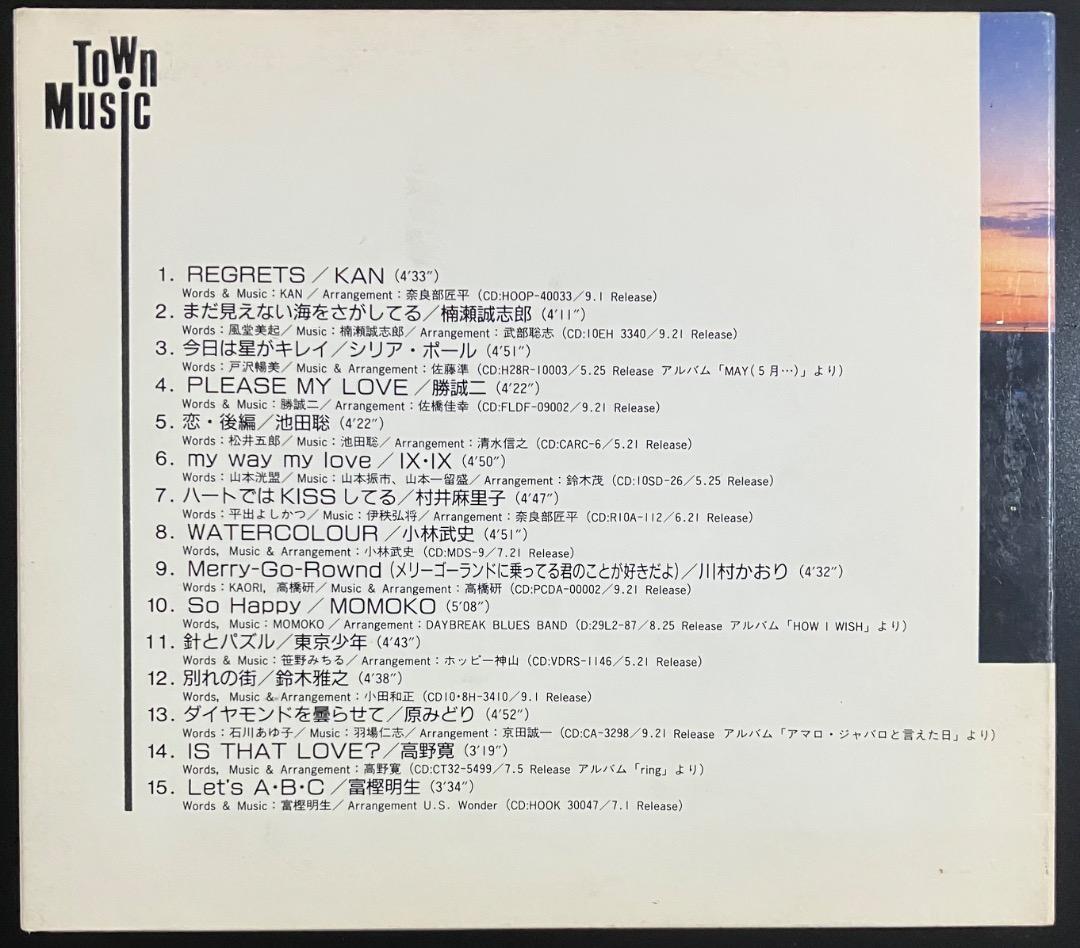 Town
Music
1. REGRETS／KAN（4'33"）
Words & Music：KAN／Arrangement：奈良部匠平（CD:HOOP-40033／9.1 Release）
2. まだ見えない海をさがしてる／楠瀬誠志郎（4'11"）
Words：風堂美起／Music：楠瀬誠志郎／Arrangement：武部聡志（CD:10EH 3340／9.21 Release）
3. 今日は星がキレイ／シリア・ポール（4'51"）
Words：戸沢暢美／Music & Arrangement：佐藤準（CD:H28R-10003／5.25 Release アルバム「MAY(５月…)」より）
4. PLEASE MY LOVE／勝誠二（4'22"）
Words & Music：勝誠二／Arrangement：佐橋佳幸（CD:FLDF-09002／9.21 Release）
5. 恋・後編／池田聡（4'22"）
Words：松井五郎／Music：池田聡／Arrangement：清水信之（CD:CARC-6／5.21 Release）
6. my way my love／IX・IX（4'50"）
Words：山本洸盟／Music：山本振市、山本一留盛／Arrangement：鈴木茂（CD:10SD-26／5.25 Release）
7. ハートではKISSしてる／村井麻里子（4'47"）
Words：平出よしかつ／Music：伊秩弘将／Arrangement：奈良部匠平（CD:R10A-112／6.21 Release）
8. WATERCOLOUR／小林武史（4'51"）
Words, Music & Arrangement：小林武史（CD:MDS-9／7.21 Release）
9. Merry-Go-Rownd（メリーゴーランドに乗ってる君のことが好きだよ）／川村かおり（4'32"）
Words：KAORI, 高橋研／Music & Arrangement：高橋研（CD:PCDA-00002／9.21 Release）
10. So Happy／MOMOKO（5'08"）
Words, Music：MOMOKO／Arrangement：DAYBREAK BLUES BAND（D:29L2-87／8.25 Release アルバム「HOW I WISH」より）
11. 針とパズル／東京少年（4'43"）
Words & Music：笹野みちる／Arrangement：ホッピー神山（CD:VDRS-1146／5.21 Release）
12. 別れの街／鈴木雅之（4'38"）
Words, Music & Arrangement：小田和正（CD10・8H-3410／9.1 Release）
13. ダイヤモンドを曇らせて／原みどり（4'52"）
Words：石川あゆ子／Music：羽場仁志／Arrangement：京田誠一（CD:CA-3298／9.21 Release アルバム「アマロ・ジャバロと言えた日」より）
14. IS THAT LOVE?／高野寛（3'19"）
Words, Music & Arrangement：高野寛（CD:CT32-5499／7.5 Release アルバム「ring」より）
15. Let's A・B・C／富樫明生（3'34"）
Words & Music：富樫明生／Arrangement U.S. Wonder（CD:HOOK 30047／7.1 Release）